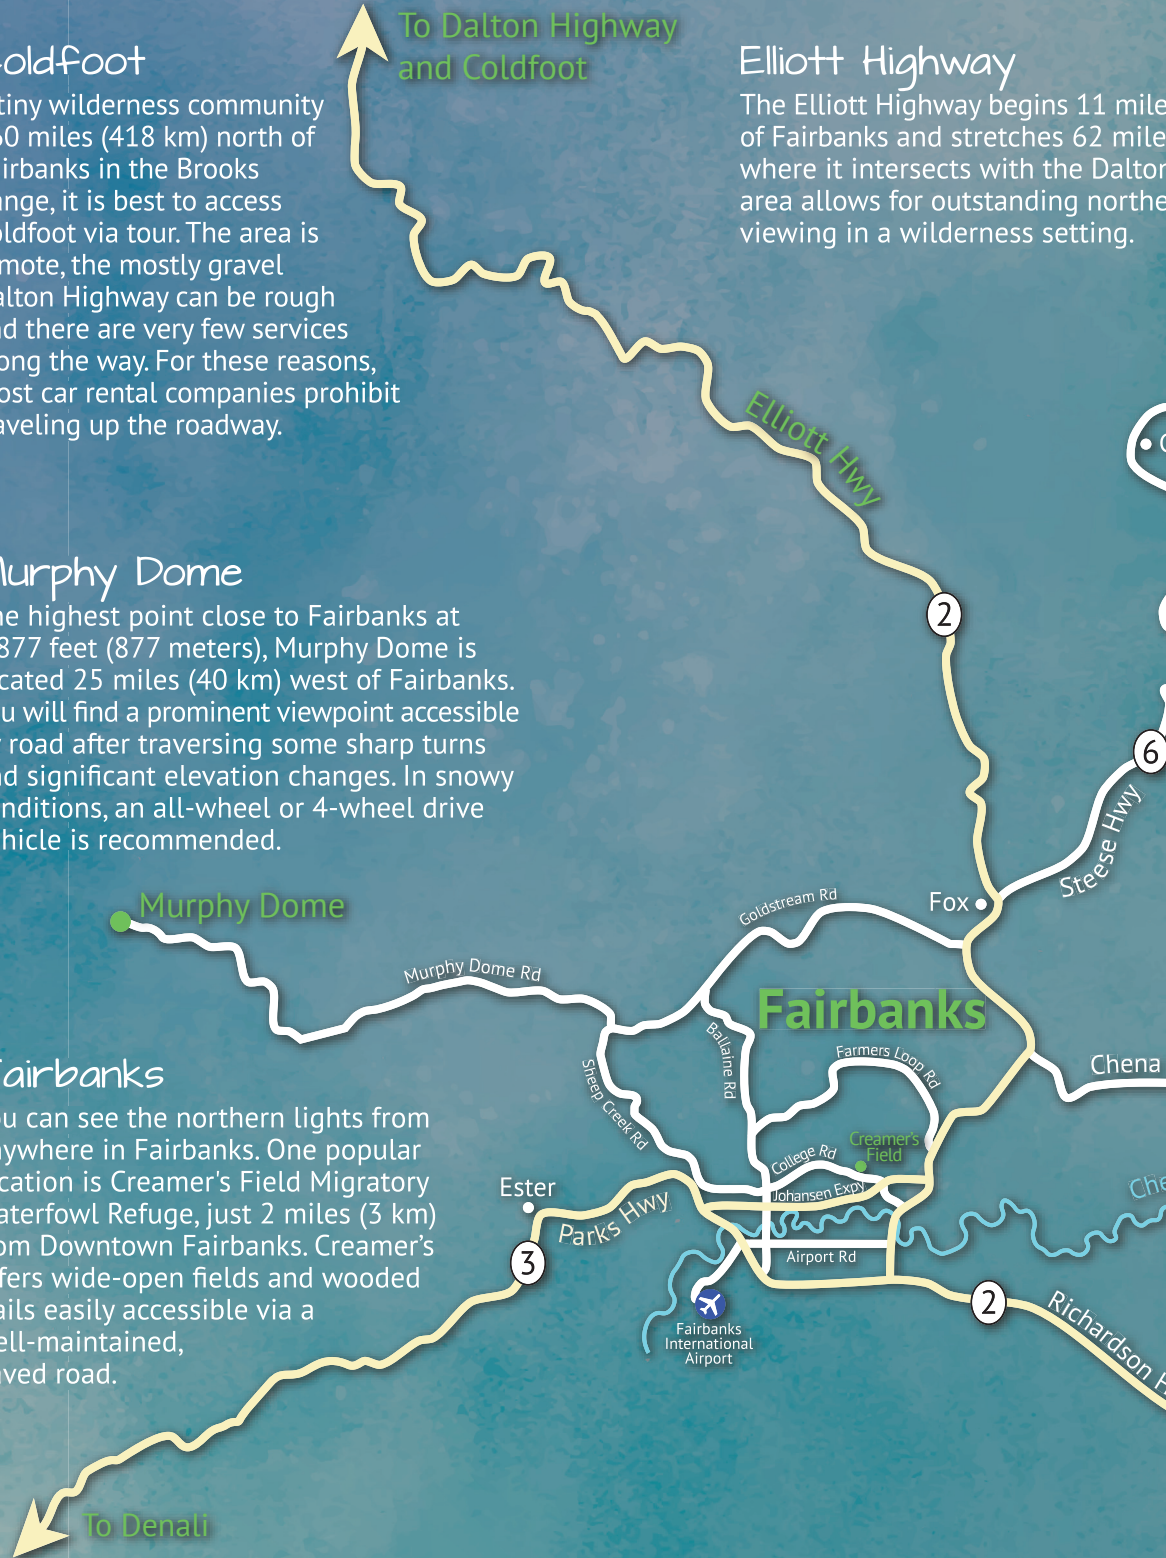 To Dalton Highway
and Coldfoot
oldfoot
tiny wilderness community
60 miles (418 km) north of
irbanks in the Brooks
ange, it is best to access
oldfoot via tour. The area is
mote, the mostly gravel
alton Highway can be rough
nd there are very few services
ong the way. For these reasons,
ost car rental companies prohibit
aveling up the roadway.
Elliott Highway
The Elliott Highway begins 11 mile
of Fairbanks and stretches 62 mile
where it intersects with the Dalton
area allows for outstanding northe
viewing in a wilderness setting.
Elliott Hwy
2
Murphy Dome
he highest point close to Fairbanks at
877 feet (877 meters), Murphy Dome is
cated 25 miles (40 km) west of Fairbanks.
u will find a prominent viewpoint accessible
road after traversing some sharp turns
nd significant elevation changes. In snowy
nditions, an all-wheel or 4-wheel drive
hicle is recommended.
6
Steese Hwy
Fox
Murphy Dome
Murphy Dome Rd
Goldstream Rd
Fairbanks
Ballaine Rd
Farmers Loop Rd
Sheep Creek Rd
Chena
College Rd
Creamer's
Field
Johansen Expy
Che
Airport Rd
Fairbanks
International
Airport
Ester
Parks Hwy
3
2
Richardson H
airbanks
ou can see the northern lights from
nywhere in Fairbanks. One popular
cation is Creamer's Field Migratory
aterfowl Refuge, just 2 miles (3 km)
om Downtown Fairbanks. Creamer’s
fers wide-open fields and wooded
ails easily accessible via a
ell-maintained,
aved road.
To Denali